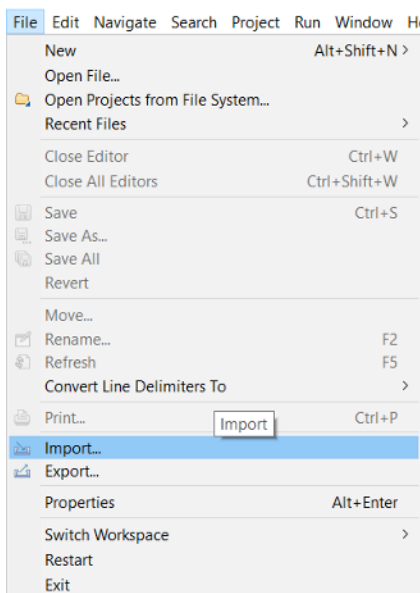 File Edit Navigate Search Project Run Window He
New Alt+Shift+N >
Open File...
Open Projects from File System...
Recent Files >
Close Editor Ctrl+W
Close All Editors Ctrl+Shift+W
Save Ctrl+S
Save As...
Save All
Revert
Move...
Rename... F2
Refresh F5
Convert Line Delimiters To >
Print... Ctrl+P
Import
Import...
Export...
Properties Alt+Enter
Switch Workspace >
Restart
Exit